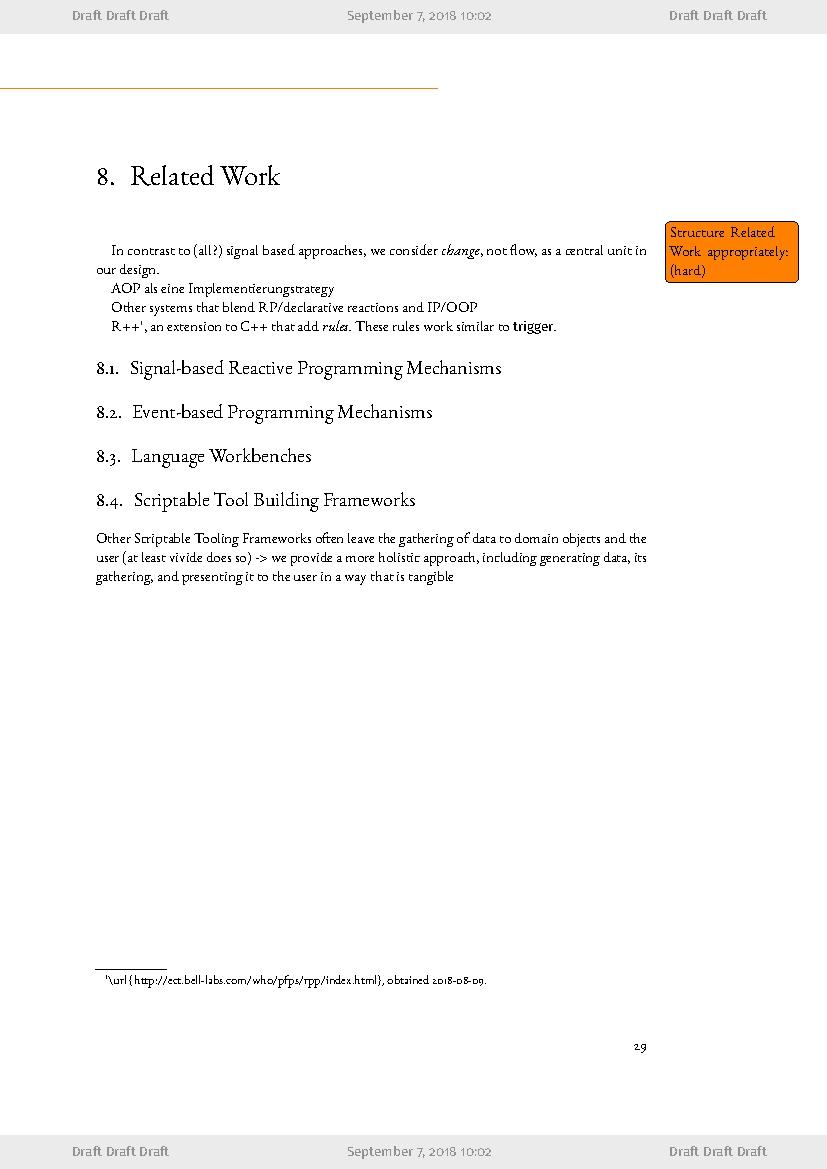 Draft Draft Draft September 7, 2018 10:02 Draft Draft Draft
8. Related Work
In contrast to (all?) signal based approaches, we consider change, not flow, as a central unit in
our design.
AOP als eine Implementierungstrategy
Other systems that blend RP/declarative reactions and IP/OOP
R++¹, an extension to C++ that add rules. These rules work similar to trigger.
Structure Related
Work appropriately:
(hard)
8.1. Signal-based Reactive Programming Mechanisms
8.2. Event-based Programming Mechanisms
8.3. Language Workbenches
8.4. Scriptable Tool Building Frameworks
Other Scriptable Tooling Frameworks often leave the gathering of data to domain objects and the
user (at least vivide does so) -> we provide a more holistic approach, including generating data, its
gathering, and presenting it to the user in a way that is tangible
¹\url{http://ect.bell-labs.com/who/pfps/rpp/index.html}, obtained 2018-08-09.
29
Draft Draft Draft September 7, 2018 10:02 Draft Draft Draft